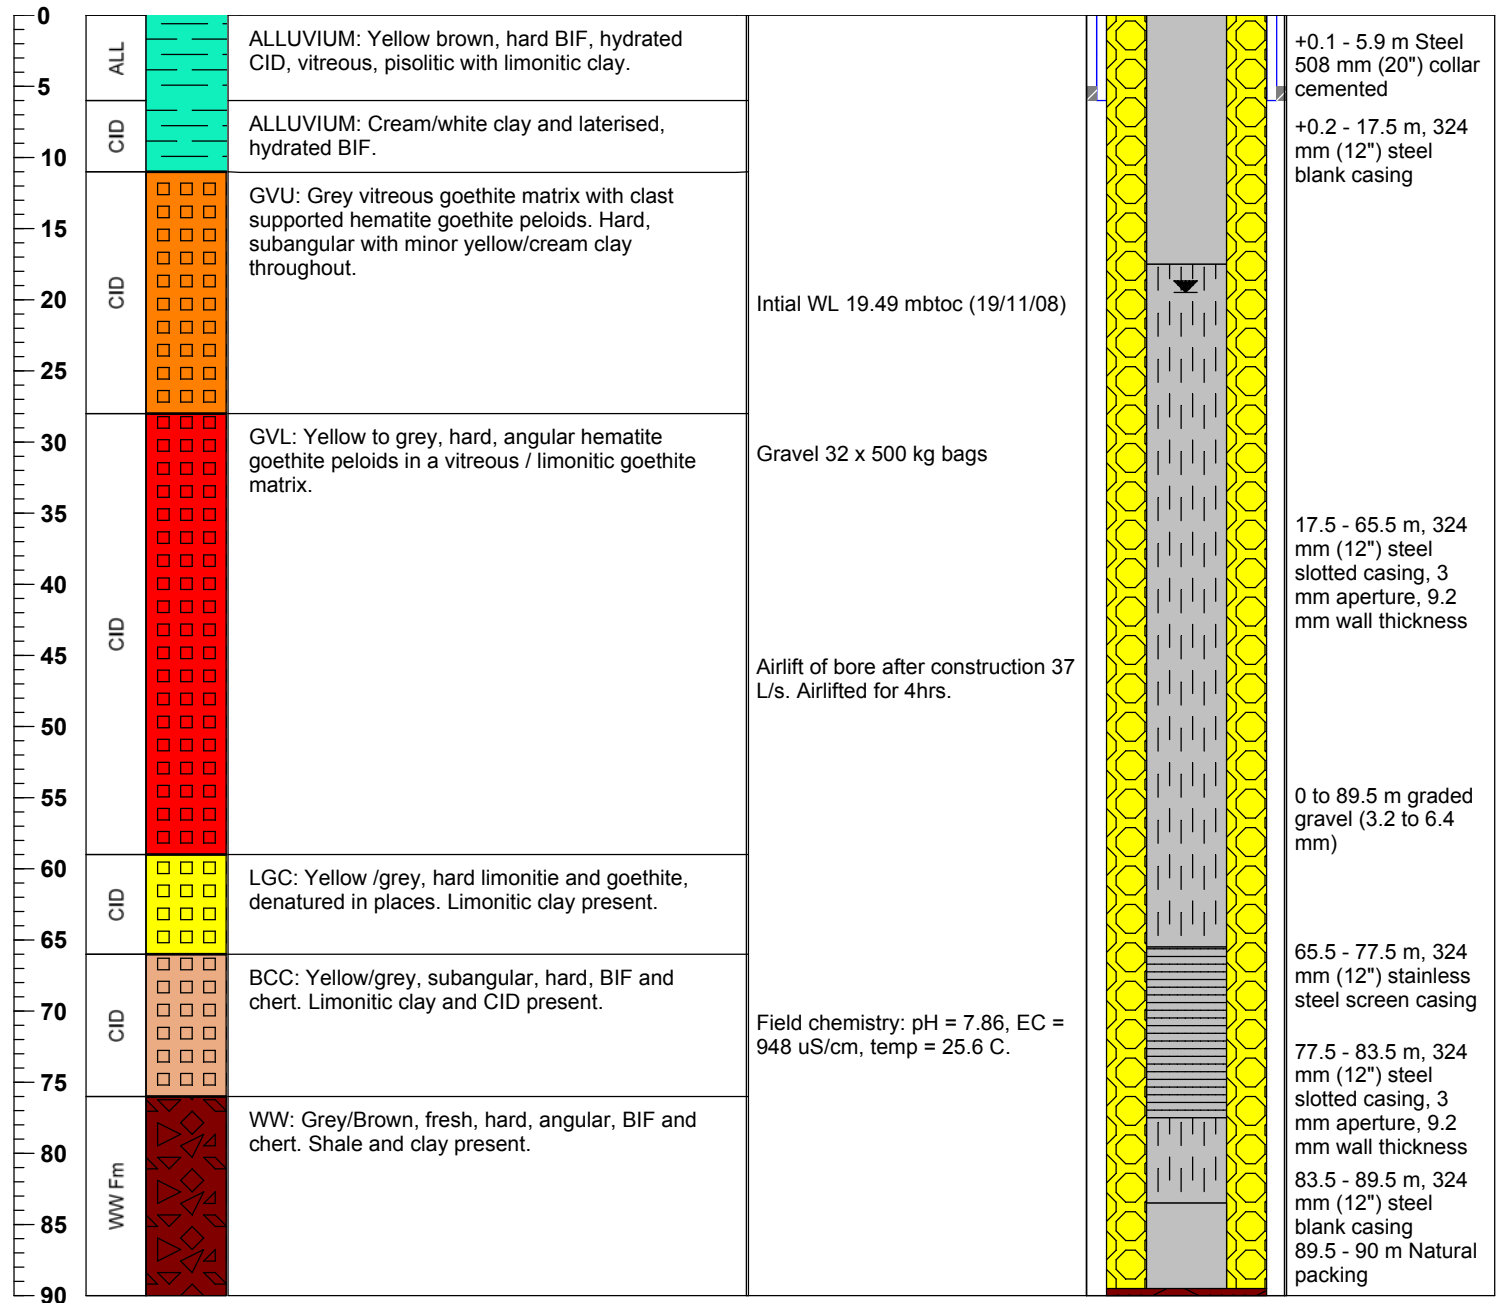 0
5
10
15
20
25
30
35
40
45
50
55
60
65
70
75
80
85
90
ALL
CID
CID
CID
CID
CID
WW Fm
ALLUVIUM: Yellow brown, hard BIF, hydrated
CID, vitreous, pisolitic with limonitic clay.
ALLUVIUM: Cream/white clay and laterised,
hydrated BIF.
GVU: Grey vitreous goethite matrix with clast
supported hematite goethite peloids. Hard,
subangular with minor yellow/cream clay
throughout.
GVL: Yellow to grey, hard, angular hematite
goethite peloids in a vitreous / limonitic goethite
matrix.
LGC: Yellow /grey, hard limonitie and goethite,
denatured in places. Limonitic clay present.
BCC: Yellow/grey, subangular, hard, BIF and
chert. Limonitic clay and CID present.
WW: Grey/Brown, fresh, hard, angular, BIF and
chert. Shale and clay present.
Intial WL 19.49 mbtoc (19/11/08)
Gravel 32 x 500 kg bags
Airlift of bore after construction 37
L/s. Airlifted for 4hrs.
Field chemistry: pH = 7.86, EC =
948 uS/cm, temp = 25.6 C.
+0.1 - 5.9 m Steel
508 mm (20") collar
cemented
+0.2 - 17.5 m, 324
mm (12") steel
blank casing
17.5 - 65.5 m, 324
mm (12") steel
slotted casing, 3
mm aperture, 9.2
mm wall thickness
0 to 89.5 m graded
gravel (3.2 to 6.4
mm)
65.5 - 77.5 m, 324
mm (12") stainless
steel screen casing
77.5 - 83.5 m, 324
mm (12") steel
slotted casing, 3
mm aperture, 9.2
mm wall thickness
83.5 - 89.5 m, 324
mm (12") steel
blank casing
89.5 - 90 m Natural
packing